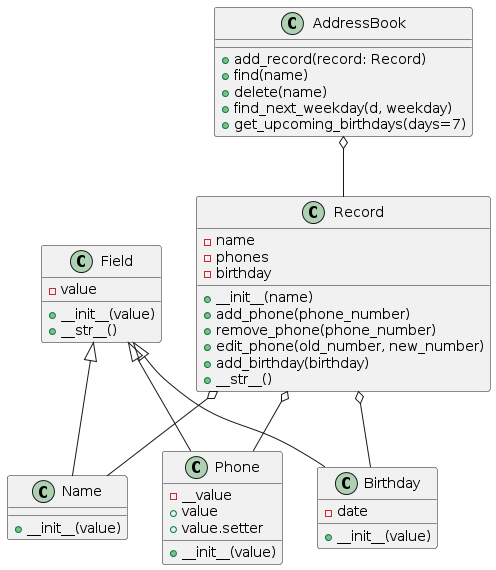 C AddressBook
add_record(record: Record)
find(name)
delete(name)
find_next_weekday(d, weekday)
get_upcoming_birthdays(days=7)
C Record
name
phones
birthday
__init__(name)
add_phone(phone_number)
remove_phone(phone_number)
edit_phone(old_number, new_number)
add_birthday(birthday)
__str__()
C Field
value
__init__(value)
__str__()
C Name
__init__(value)
C Phone
__value
value
value.setter
__init__(value)
C Birthday
date
__init__(value)